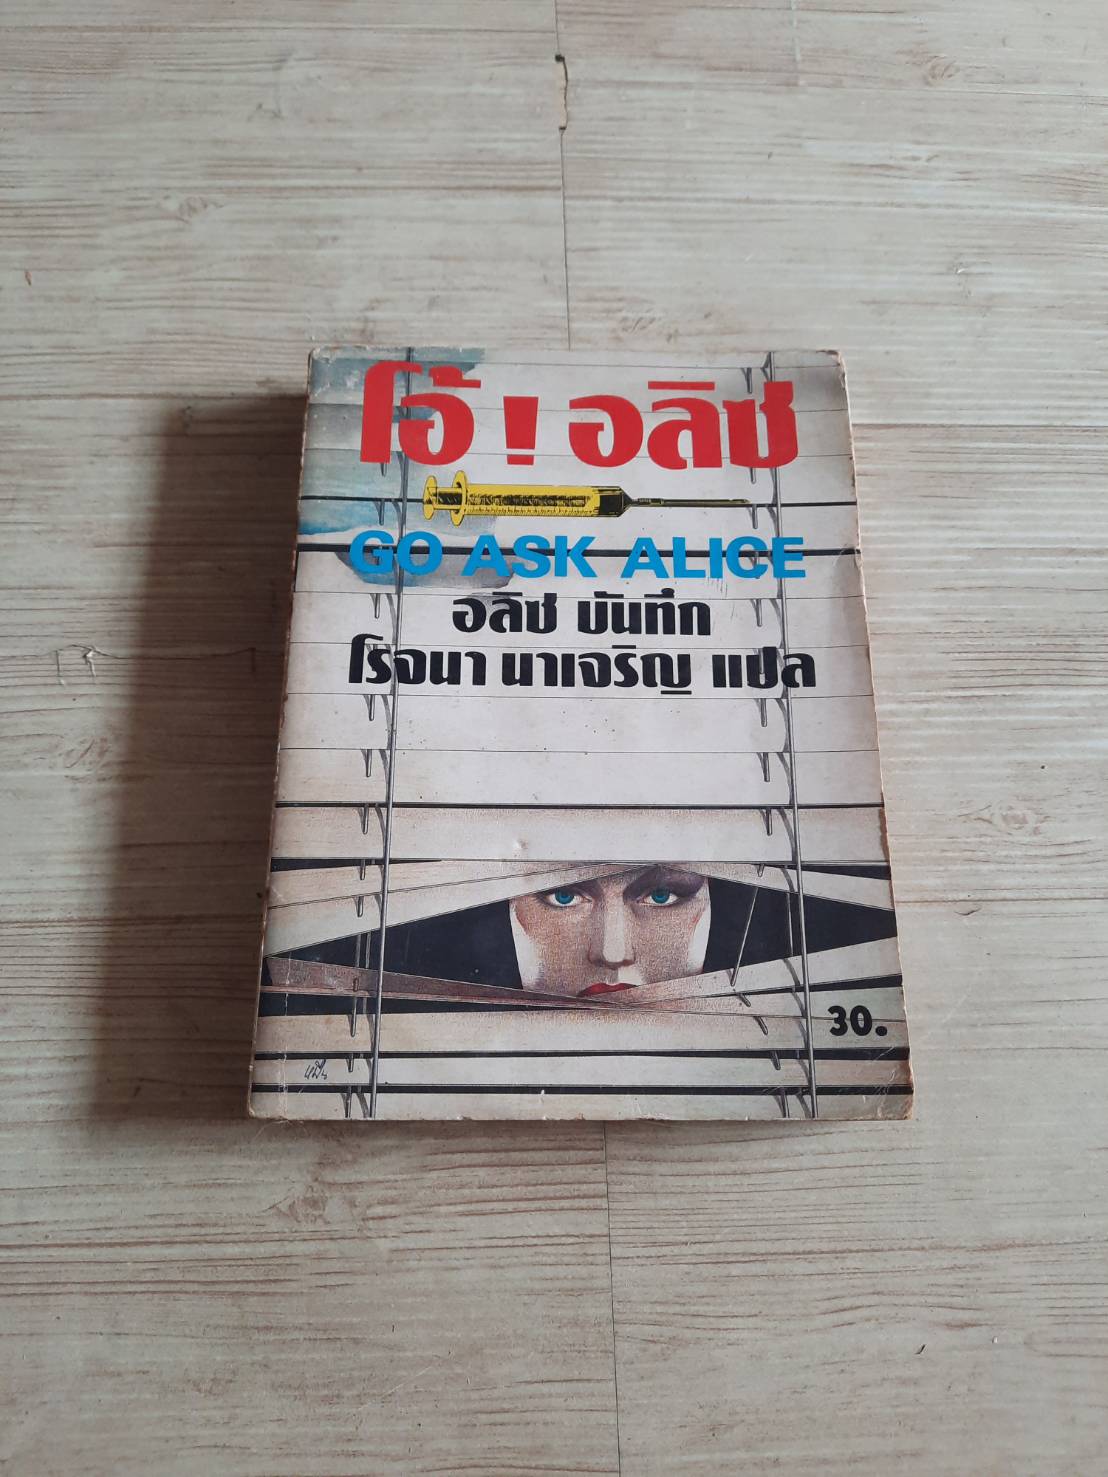 โอ้ ! อลิซ
GO ASK ALICE
อลิซ บันทึก
โรจนา นาเจริญ แปล
30.